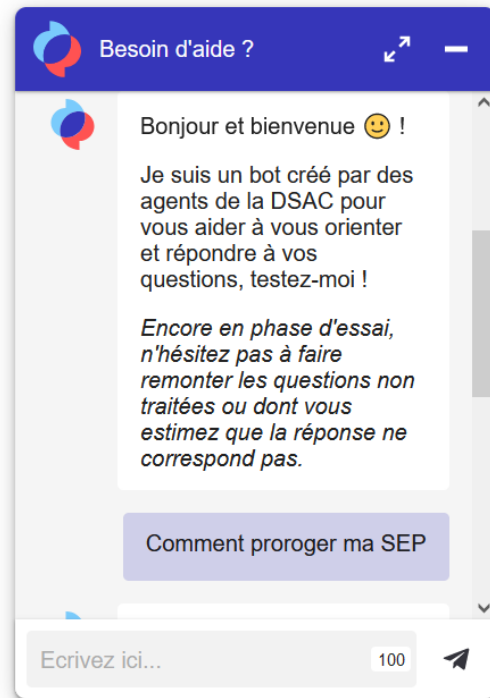 Besoin d'aide ?
Bonjour et bienvenue 🙂 !
Je suis un bot créé par des
agents de la DSAC pour
vous aider à vous orienter
et répondre à vos
questions, testez-moi !
Encore en phase d'essai,
n'hésitez pas à faire
remonter les questions non
traitées ou dont vous
estimez que la réponse ne
correspond pas.
Comment proroger ma SEP
Ecrivez ici...
100